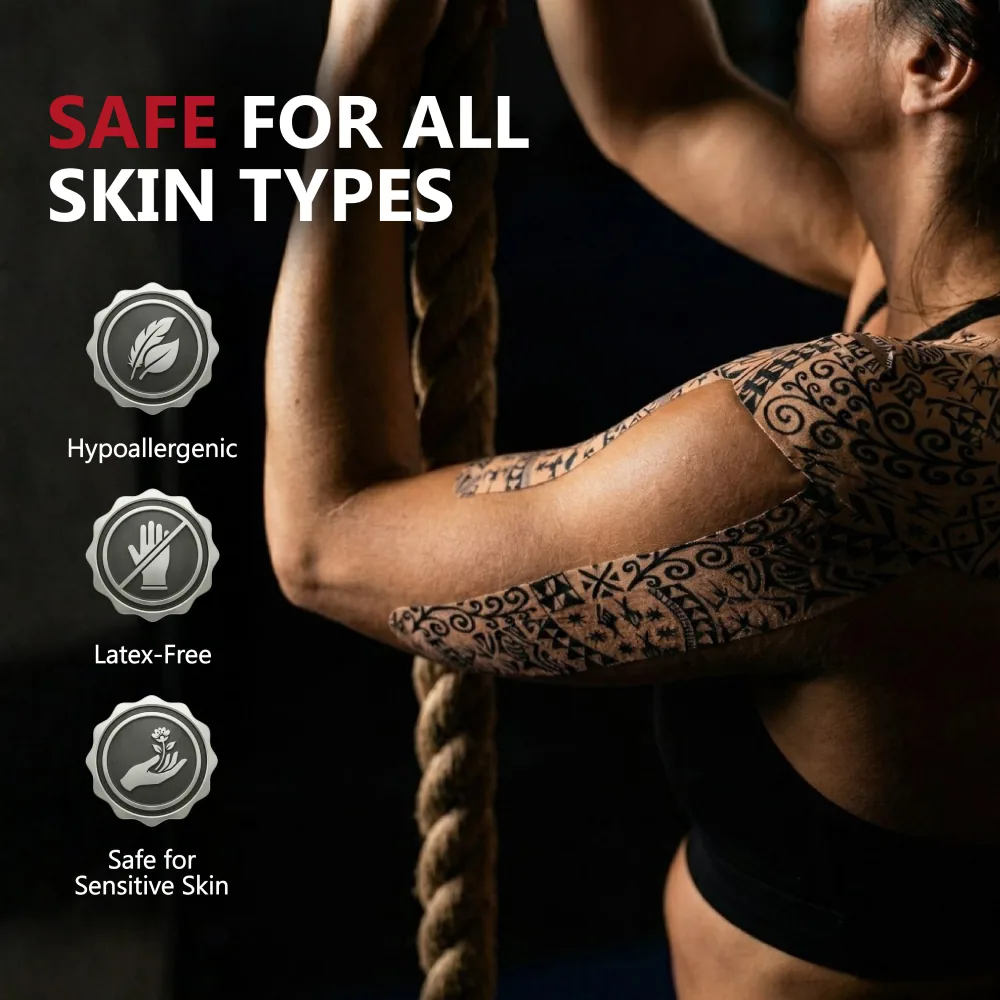 SAFE FOR ALL
SKIN TYPES
Hypoallergenic
Latex-Free
Safe for
Sensitive Skin